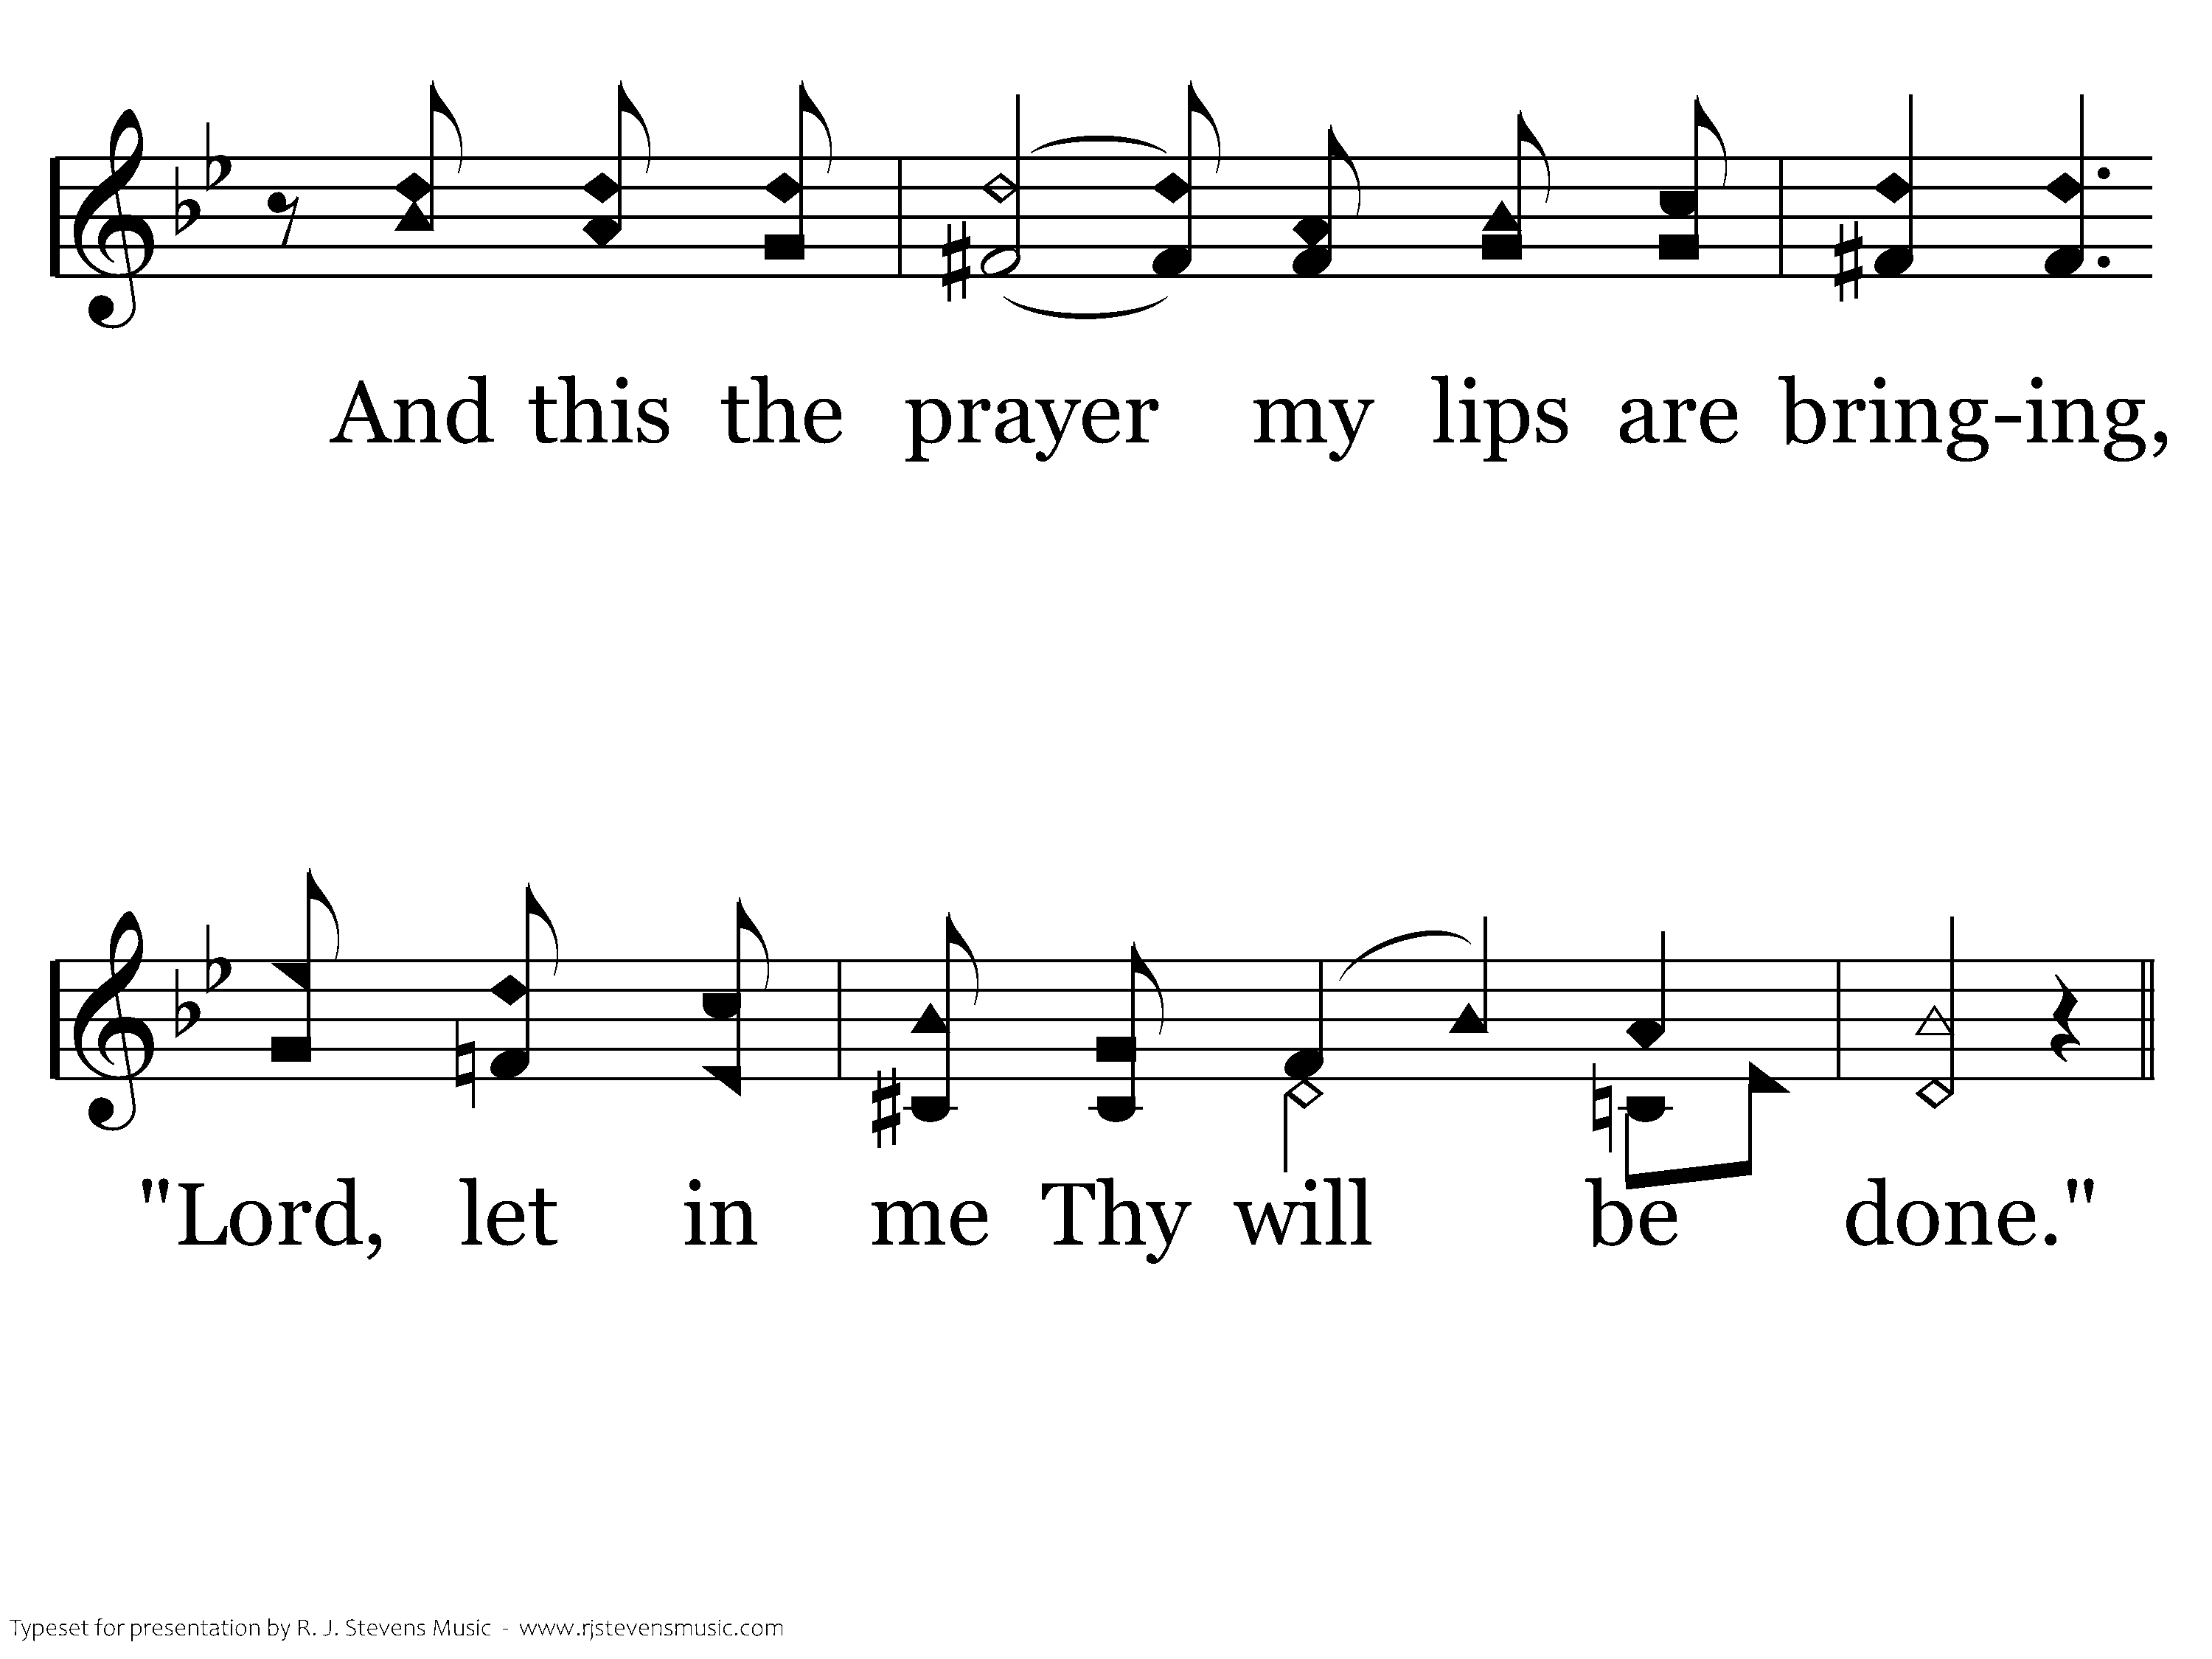 And this the prayer my lips are bring-ing,
"Lord, let in me Thy will be done."
Typeset for presentation by R. J. Stevens Music - www.rjstevensmusic.com